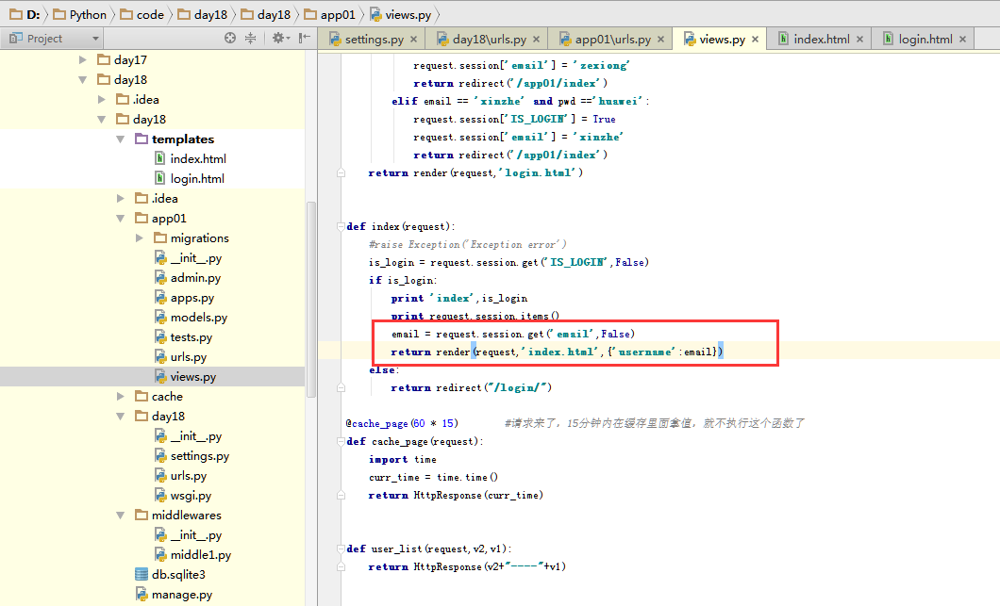 D: Python code day18 day18 app01 views.py
Project settings.py day18\urls.py app01\urls.py views.py index.html login.html
day17
day18
.idea
day18
templates
index.html
login.html
.idea
app01
migrations
__init__.py
admin.py
apps.py
models.py
tests.py
urls.py
views.py
cache
day18
__init__.py
settings.py
urls.py
wsgi.py
middlewares
__init__.py
middle1.py
db.sqlite3
manage.py
request.session['email'] = 'zexiong'
return redirect('/app01/index')
elif email == 'xinzhe' and pwd =='huawei':
request.session['IS_LOGIN'] = True
request.session['email'] = 'xinzhe'
return redirect('/app01/index')
return render(request,'login.html')
def index(request):
#raise Exception('Exception error')
is_login = request.session.get('IS_LOGIN',False)
if is_login:
print 'index',is_login
print request.session.items()
email = request.session.get('email',False)
return render(request,'index.html',{'username':email})
else:
return redirect("/login/")
@cache_page(60 * 15) #请求来了，15分钟内在缓存里面拿值，就不执行这个函数了
def cache_page(request):
import time
curr_time = time.time()
return HttpResponse(curr_time)
def user_list(request,v2,v1):
return HttpResponse(v2+"----"+v1)